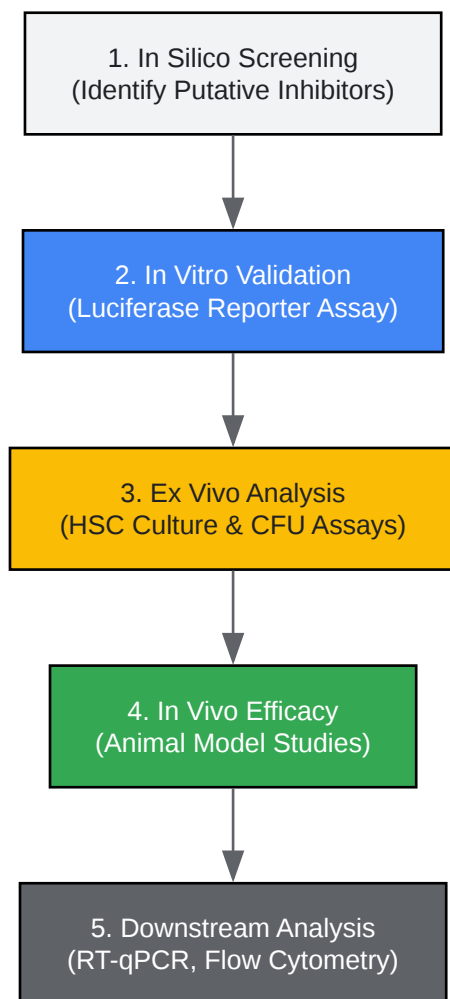 1. In Silico Screening
(Identify Putative Inhibitors)
2. In Vitro Validation
(Luciferase Reporter Assay)
3. Ex Vivo Analysis
(HSC Culture & CFU Assays)
4. In Vivo Efficacy
(Animal Model Studies)
5. Downstream Analysis
(RT-qPCR, Flow Cytometry)